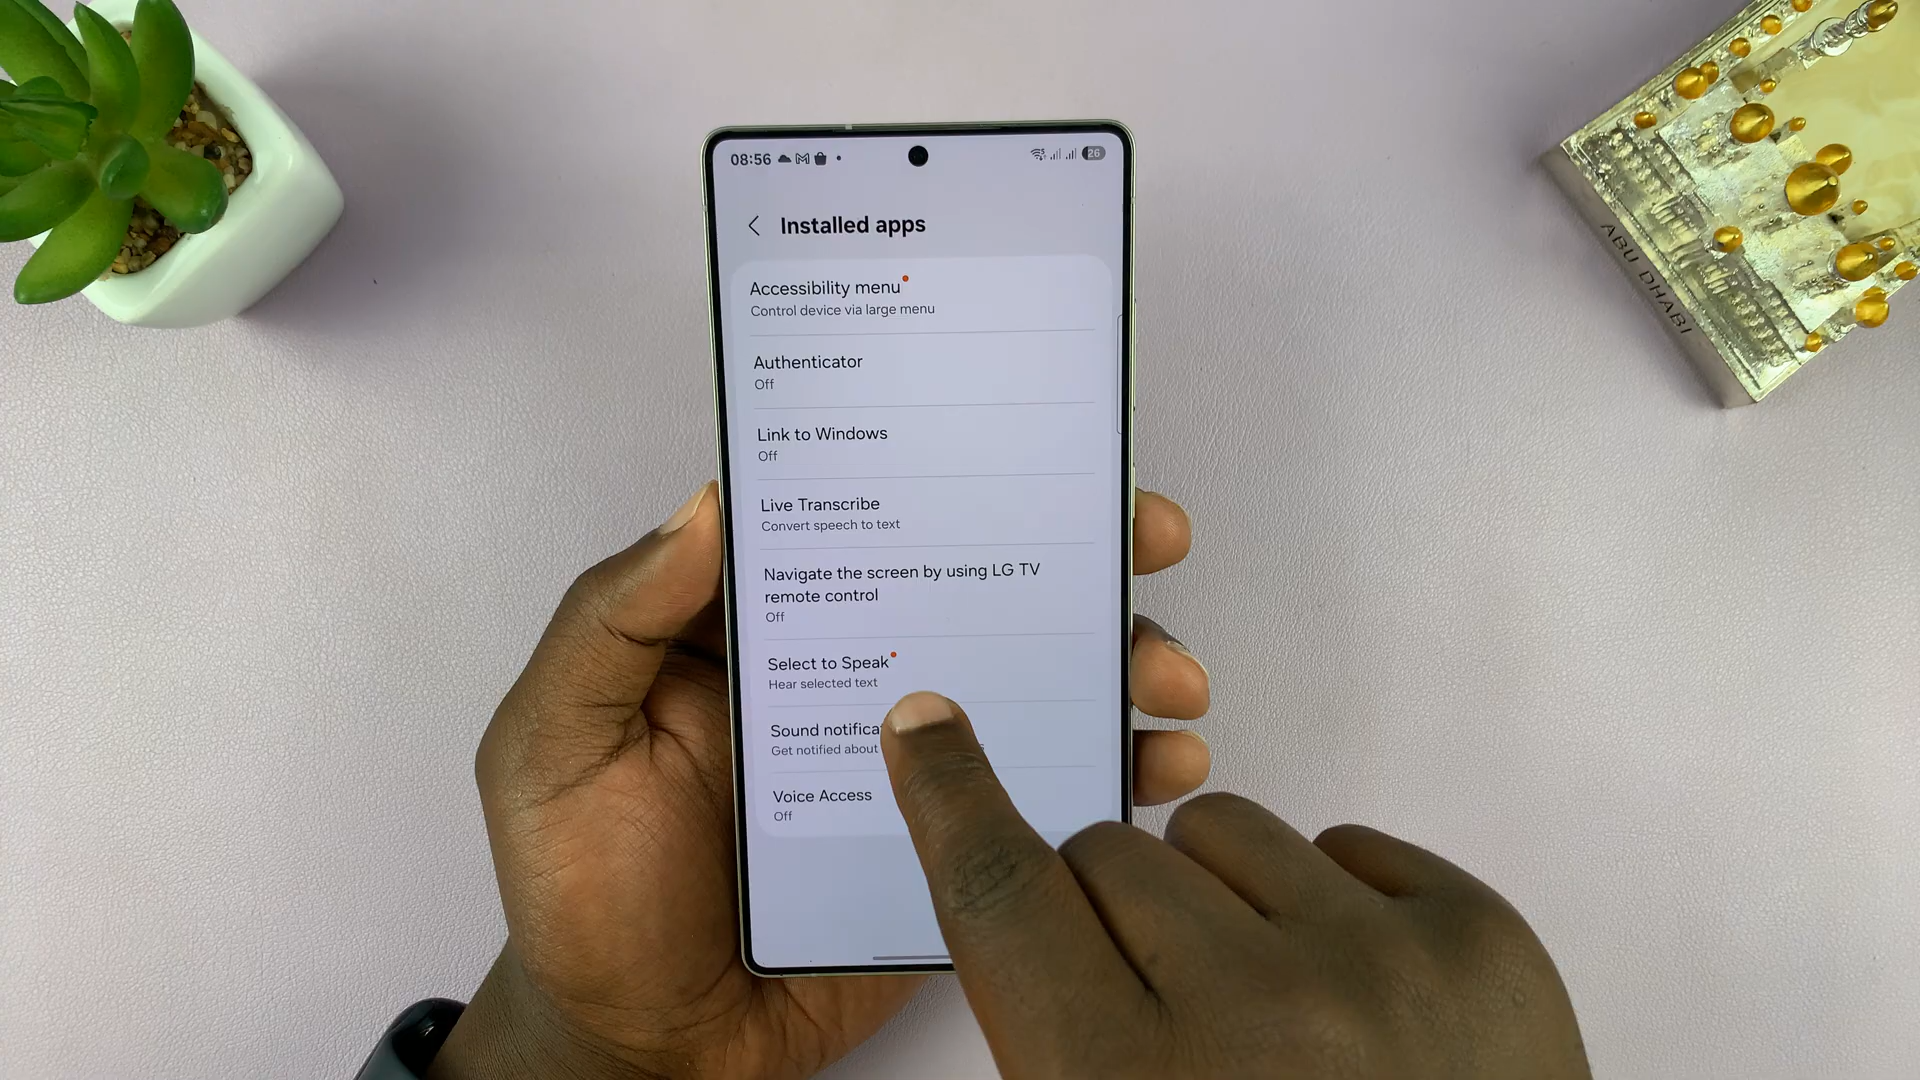 08:56
26
Installed apps
Accessibility menu
Control device via large menu
Authenticator
Off
Link to Windows
Off
Live Transcribe
Convert speech to text
Navigate the screen by using LG TV
remote control
Off
Select to Speak
Hear selected text
Sound
Get notified about
Voice Access
Off
ABU DHABI